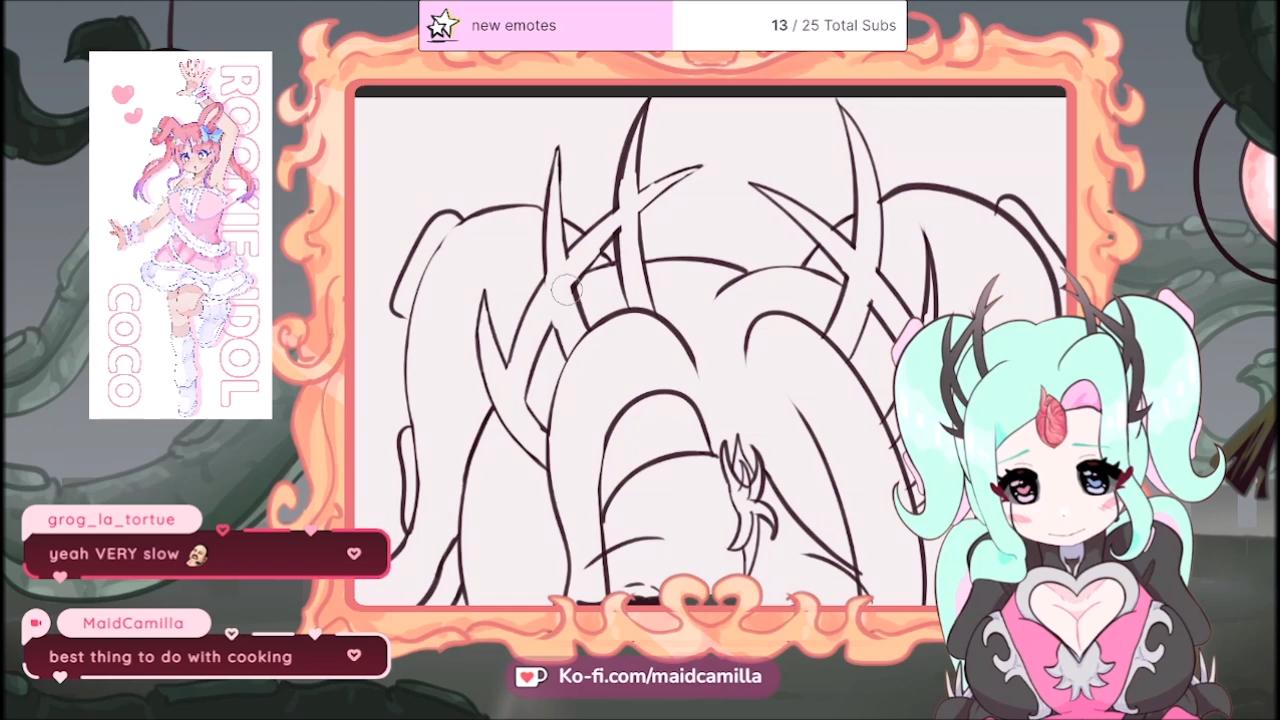 new emotes
13 / 25 Total Subs
ROOKIE IDOL
COCO
grog_la_tortue
yeah VERY slow
MaidCamilla
best thing to do with cooking
Ko-fi.com/maidcamilla